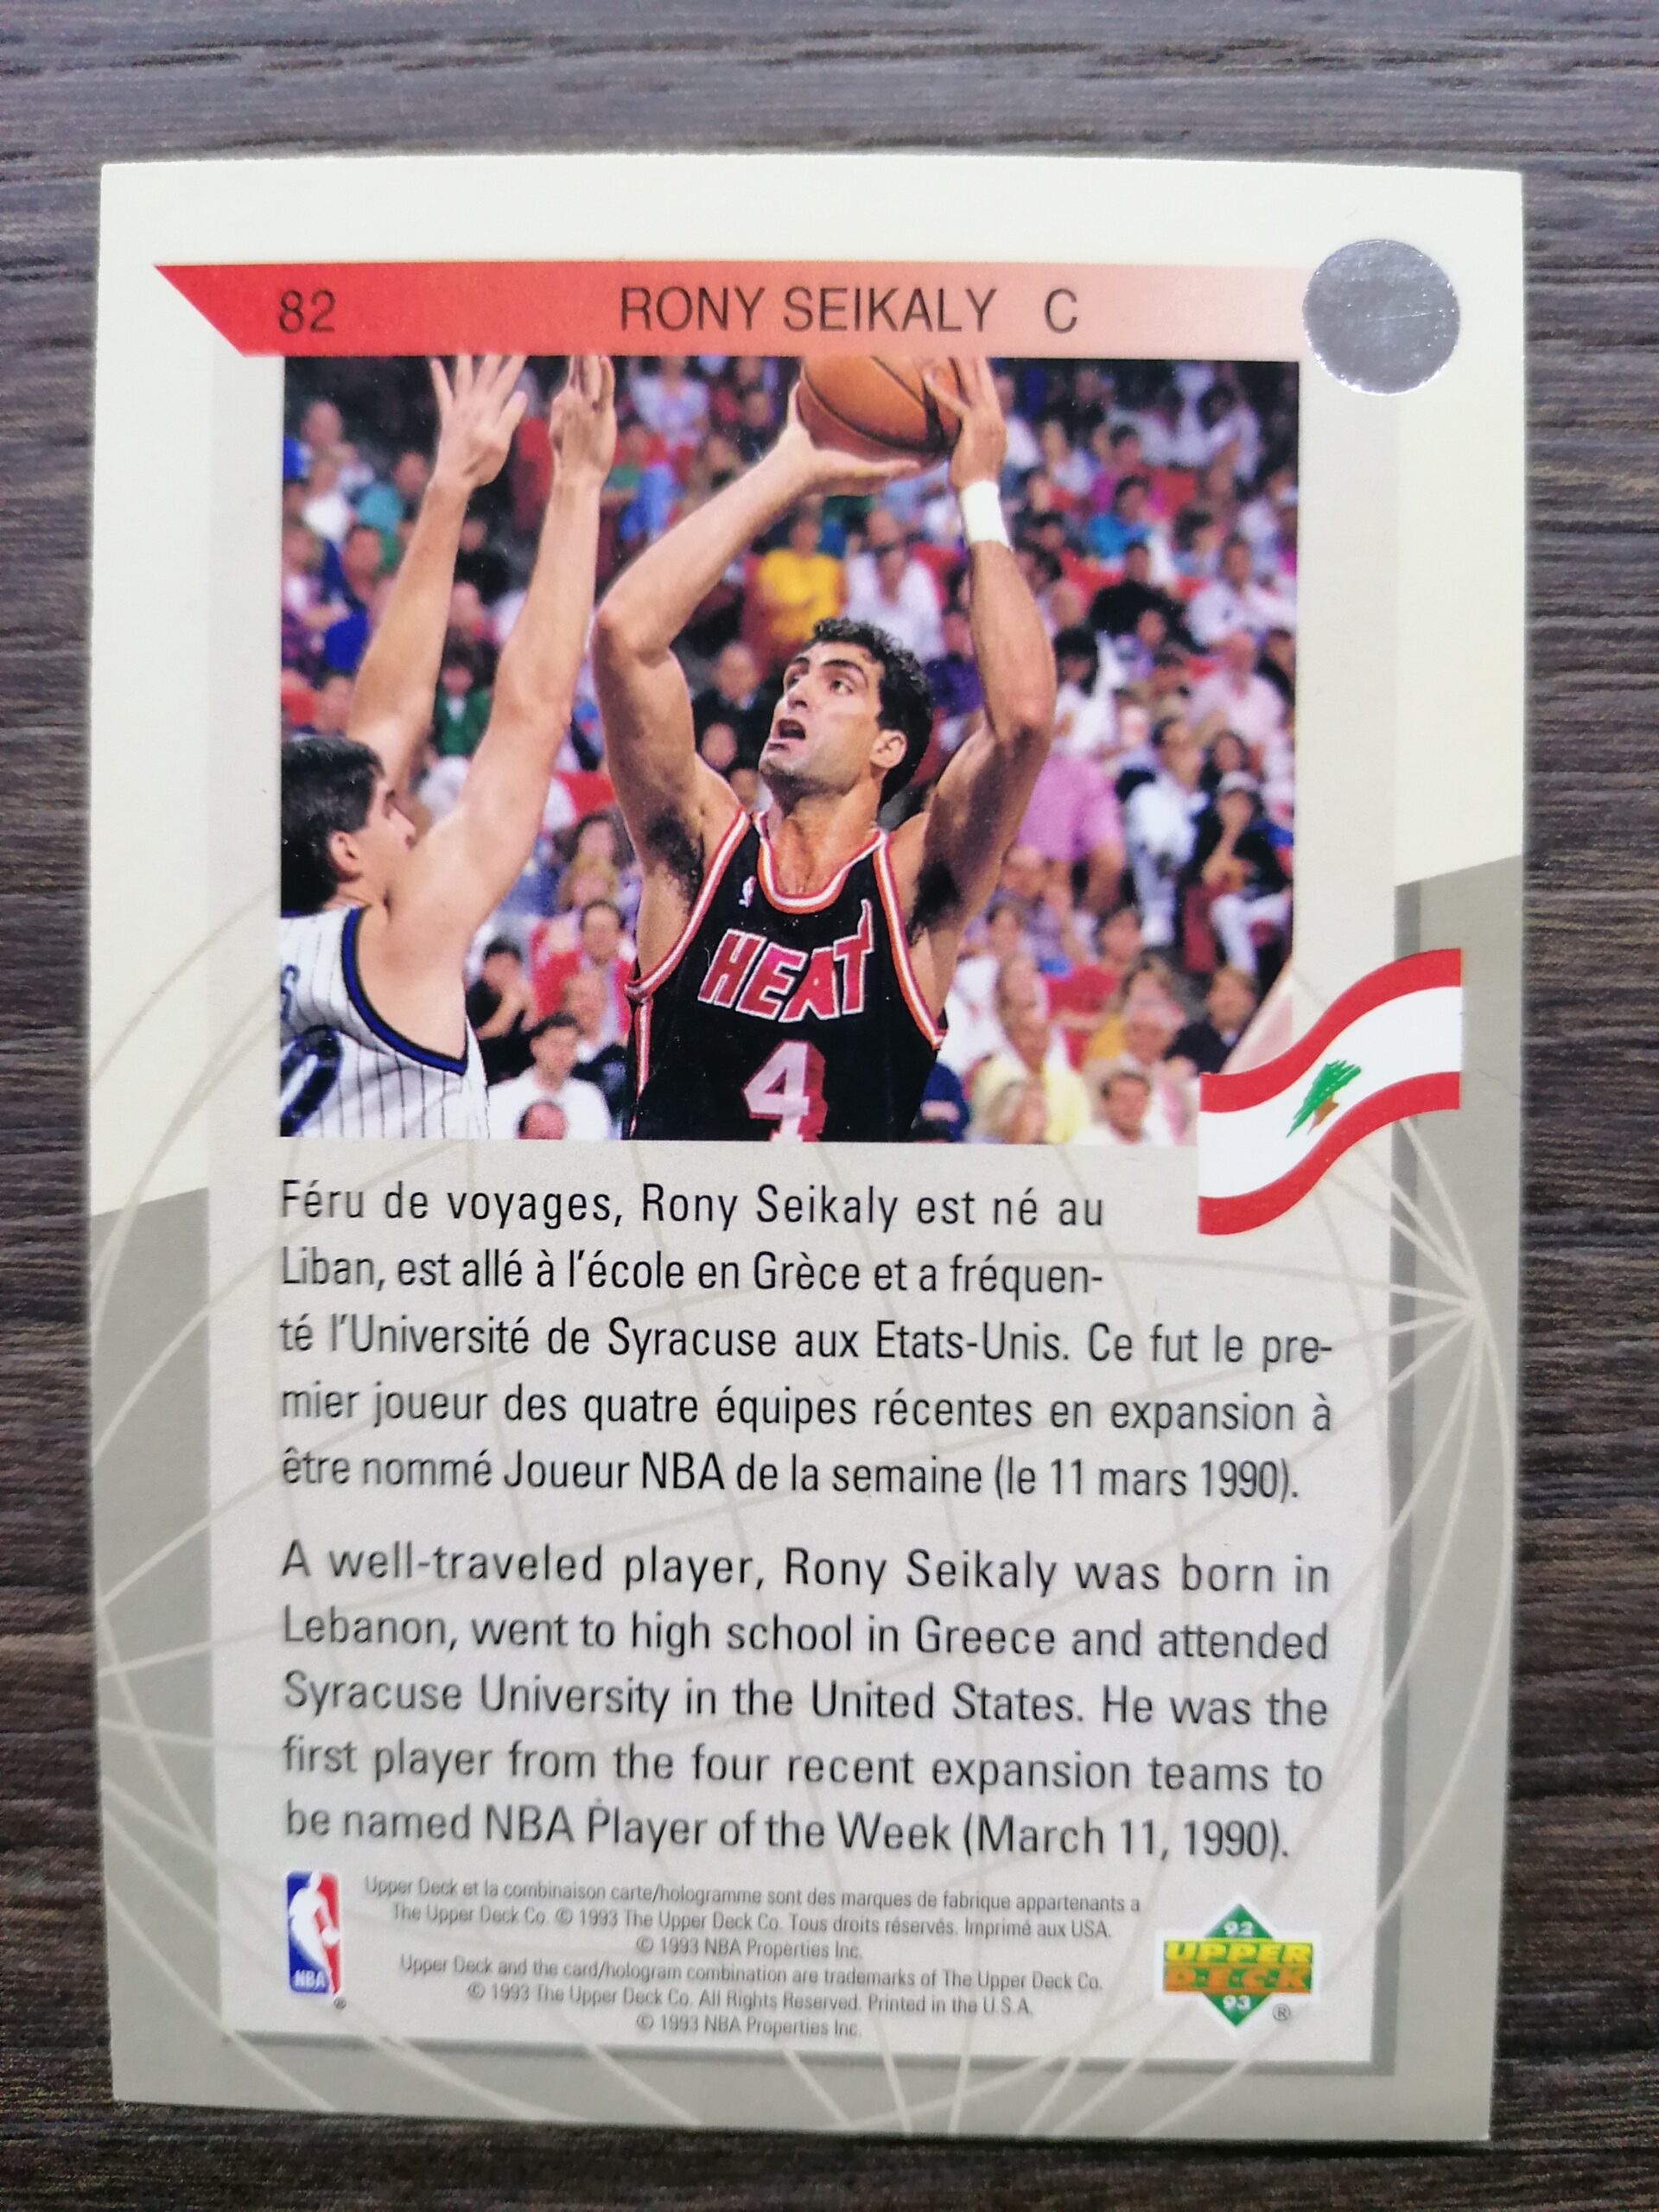 82 RONY SEIKALY C
HEAT
4
Féru de voyages, Rony Seikaly est né au
Liban, est allé à l'école en Grèce et a fréquen-
té l'Université de Syracuse aux Etats-Unis. Ce fut le pre-
mier joueur des quatre équipes récentes en expansion à
être nommé Joueur NBA de la semaine (le 11 mars 1990).
A well-traveled player, Rony Seikaly was born in
Lebanon, went to high school in Greece and attended
Syracuse University in the United States. He was the
first player from the four recent expansion teams to
be named NBA Player of the Week (March 11, 1990).
Upper Deck et la combinaison carte/hologramme sont des marques de fabrique appartenants a
The Upper Deck Co. © 1993 The Upper Deck Co. Tous droits réservés. Imprimé aux USA.
© 1993 NBA Properties Inc.
Upper Deck and the card/hologram combination are trademarks of The Upper Deck Co.
© 1993 The Upper Deck Co. All Rights Reserved. Printed in the U.S.A.
© 1993 NBA Properties Inc.
NBA ®
92
UPPER
DECK
93 ®